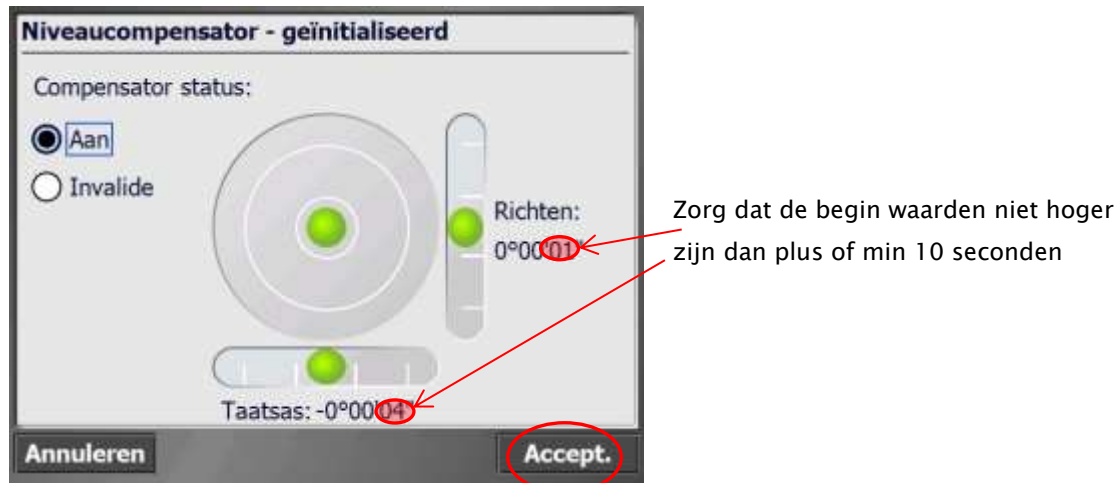 Niveaucompensator - geïnitialiseerd
Compensator status:
Aan
Invalide
Richten:
0°00'01"
Taatsas: -0°00'04"
Annuleren
Accept.
Zorg dat de begin waarden niet hoger
zijn dan plus of min 10 seconden